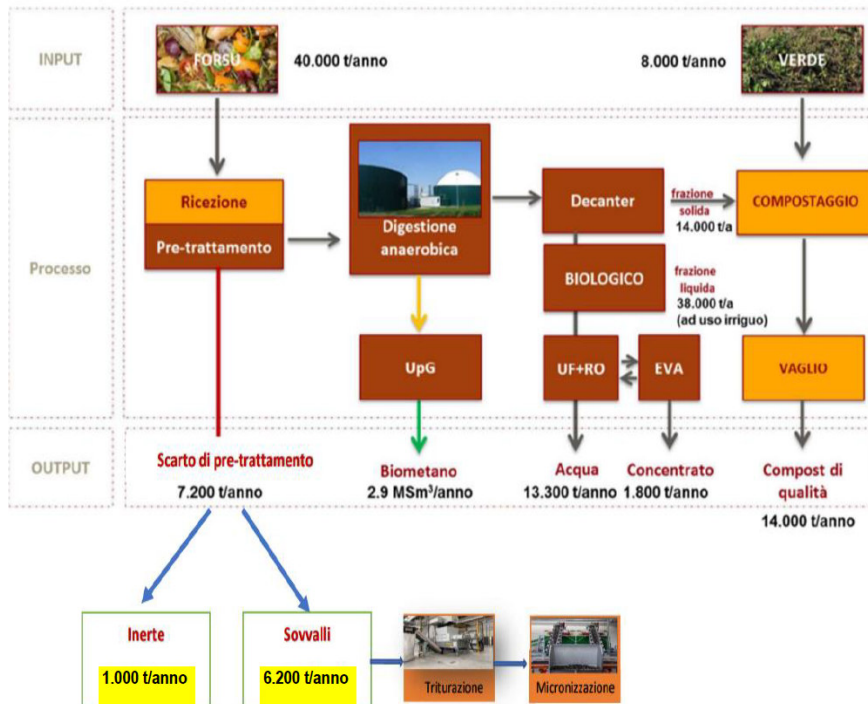 INPUT
FORSU
40.000 t/anno
8.000 t/anno
VERDE
Processo
Ricezione
Pre-trattamento
Digestione
anaerobica
Decanter
frazione
solida
14.000 t/a
COMPOSTAGGIO
BIOLOGICO
frazione
liquida
38.000 t/a
(ad uso irriguo)
UpG
UF+RO
EVA
VAGLIO
OUTPUT
Scarto di pre-trattamento
7.200 t/anno
Biometano
2.9 MSm³/anno
Acqua
13.300 t/anno
Concentrato
1.800 t/anno
Compost di
qualità
14.000 t/anno
Inerte
1.000 t/anno
Sovvalli
6.200 t/anno
Triturazione
Micronizzazione